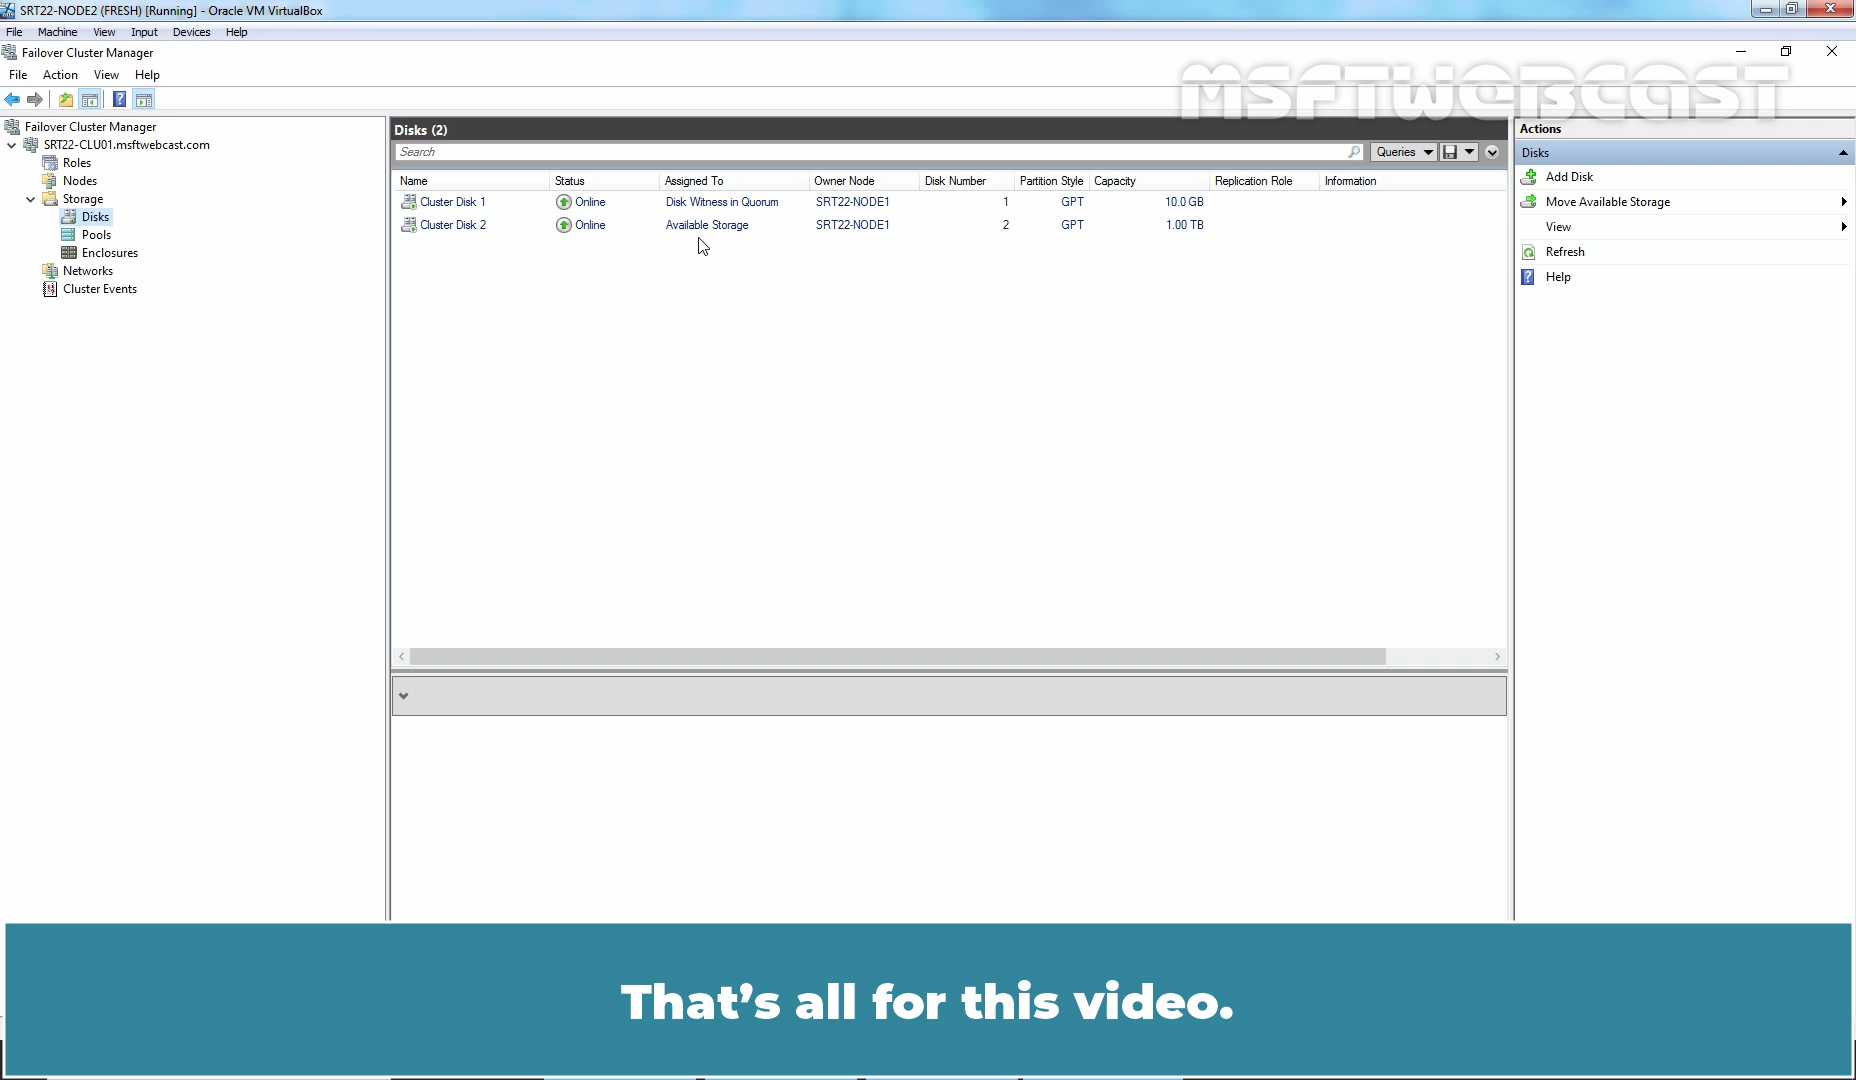 SRT22-NODE2 (FRESH) [Running] - Oracle VM VirtualBox
File Machine View Input Devices Help
Failover Cluster Manager
File Action View Help
MSFTWEBCAST
Failover Cluster Manager
SRT22-CLU01.msftwebcast.com
Roles
Nodes
Storage
Disks
Pools
Enclosures
Networks
Cluster Events
Disks (2)
Search
Queries
Name Status Assigned To Owner Node Disk Number Partition Style Capacity Replication Role Information
Cluster Disk 1 Online Disk Witness in Quorum SRT22-NODE1 1 GPT 10.0 GB
Cluster Disk 2 Online Available Storage SRT22-NODE1 2 GPT 1.00 TB
Actions
Disks
Add Disk
Move Available Storage
View
Refresh
Help
That's all for this video.